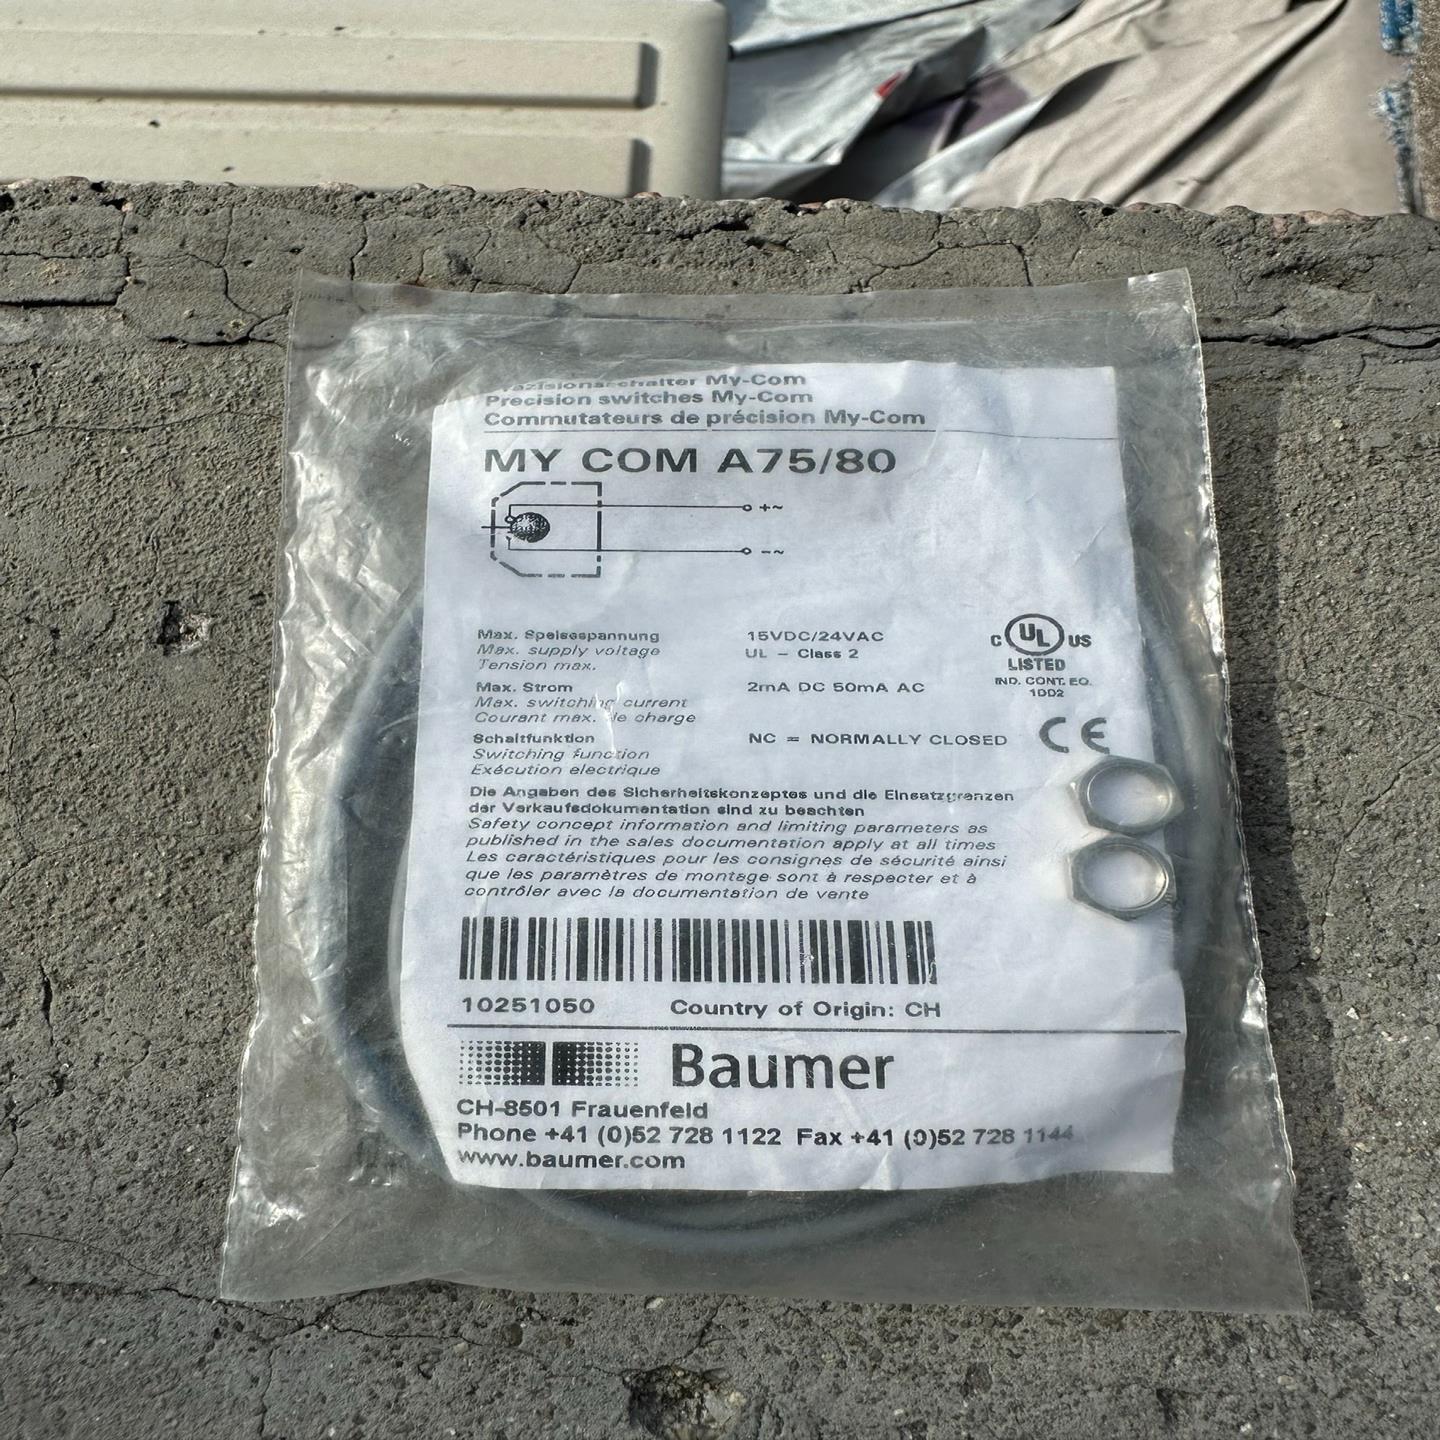 Präzisionsschalter My-Com
Precision switches My-Com
Commutateurs de précision My-Com
MY COM A75/80
+~
-~
Max. Speisespannung 15VDC/24VAC
Max. supply voltage UL - Class 2
Tension max.
Max. Strom 2mA DC 50mA AC
Max. switching current
Courant max. de charge
Schaltfunktion NC = NORMALLY CLOSED
Switching function
Exécution electrique
C UL US
LISTED
IND. CONT. EQ.
1DD2
CE
Die Angaben des Sicherheitskonzeptes und die Einsatzgrenzen
der Verkaufsdokumentation sind zu beachten
Safety concept information and limiting parameters as
published in the sales documentation apply at all times
Les caractéristiques pour les consignes de sécurité ainsi
que les paramètres de montage sont à respecter et à
contrôler avec la documentation de vente
10251050 Country of Origin: CH
Baumer
CH-8501 Frauenfeld
Phone +41 (0)52 728 1122 Fax +41 (0)52 728 1144
www.baumer.com